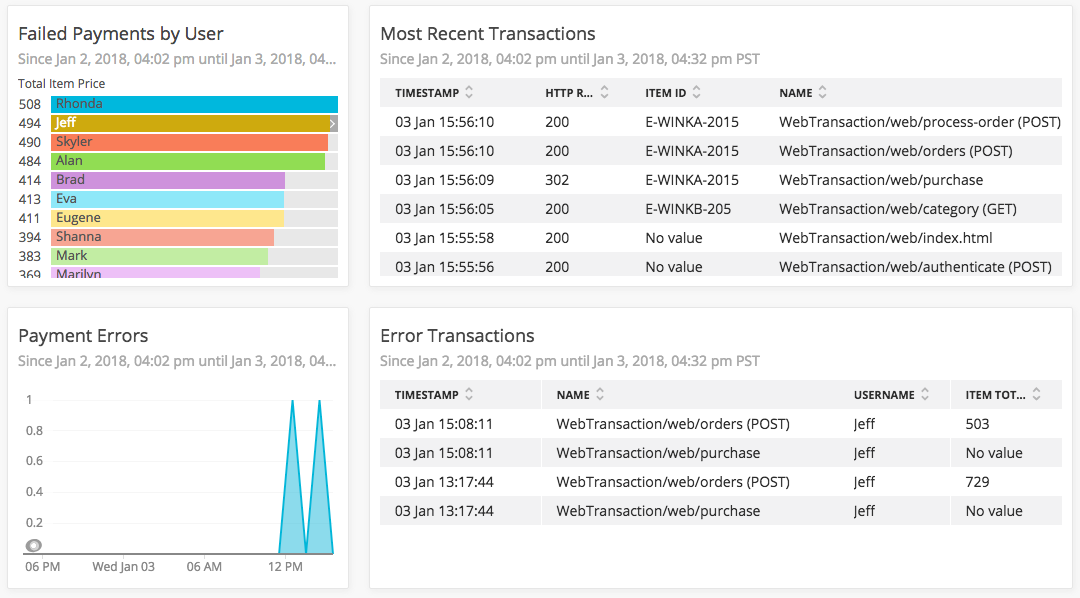 Failed Payments by User
Since Jan 2, 2018, 04:02 pm until Jan 3, 2018, 04...
Total Item Price
508 Rhonda
494 Jeff
490 Skyler
484 Alan
414 Brad
413 Eva
411 Eugene
394 Shanna
383 Mark
369 Marilyn
Most Recent Transactions
Since Jan 2, 2018, 04:02 pm until Jan 3, 2018, 04:32 pm PST
TIMESTAMP HTTP R... ITEM ID NAME
03 Jan 15:56:10 200 E-WINKA-2015 WebTransaction/web/process-order (POST)
03 Jan 15:56:10 200 E-WINKA-2015 WebTransaction/web/orders (POST)
03 Jan 15:56:09 302 E-WINKA-2015 WebTransaction/web/purchase
03 Jan 15:56:05 200 E-WINKB-205 WebTransaction/web/category (GET)
03 Jan 15:55:58 200 No value WebTransaction/web/index.html
03 Jan 15:55:56 200 No value WebTransaction/web/authenticate (POST)
Payment Errors
Since Jan 2, 2018, 04:02 pm until Jan 3, 2018, 04...
1
0.8
0.6
0.4
0.2
06 PM Wed Jan 03 06 AM 12 PM
Error Transactions
Since Jan 2, 2018, 04:02 pm until Jan 3, 2018, 04:32 pm PST
TIMESTAMP NAME USERNAME ITEM TOT...
03 Jan 15:08:11 WebTransaction/web/orders (POST) Jeff 503
03 Jan 15:08:11 WebTransaction/web/purchase Jeff No value
03 Jan 13:17:44 WebTransaction/web/orders (POST) Jeff 729
03 Jan 13:17:44 WebTransaction/web/purchase Jeff No value